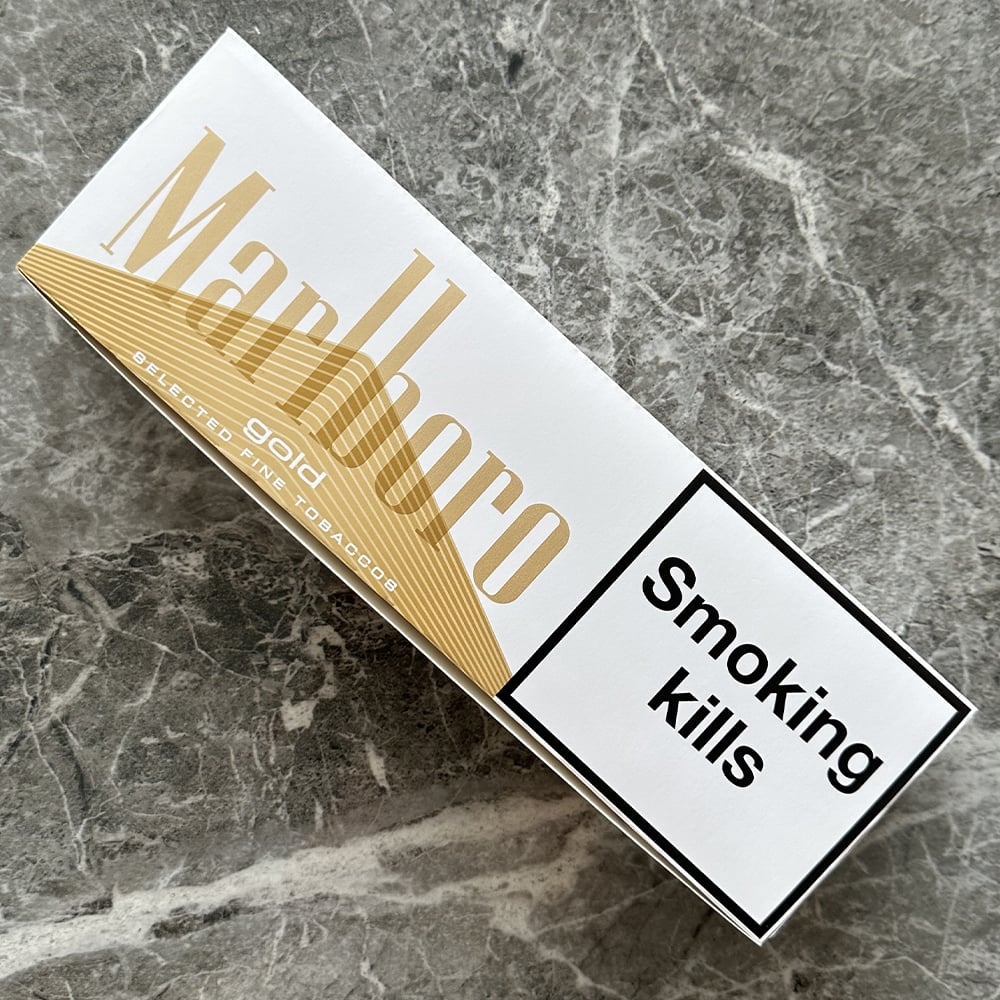 Marlboro
gold
SELECTED FINE TOBACCOS
Smoking
kills